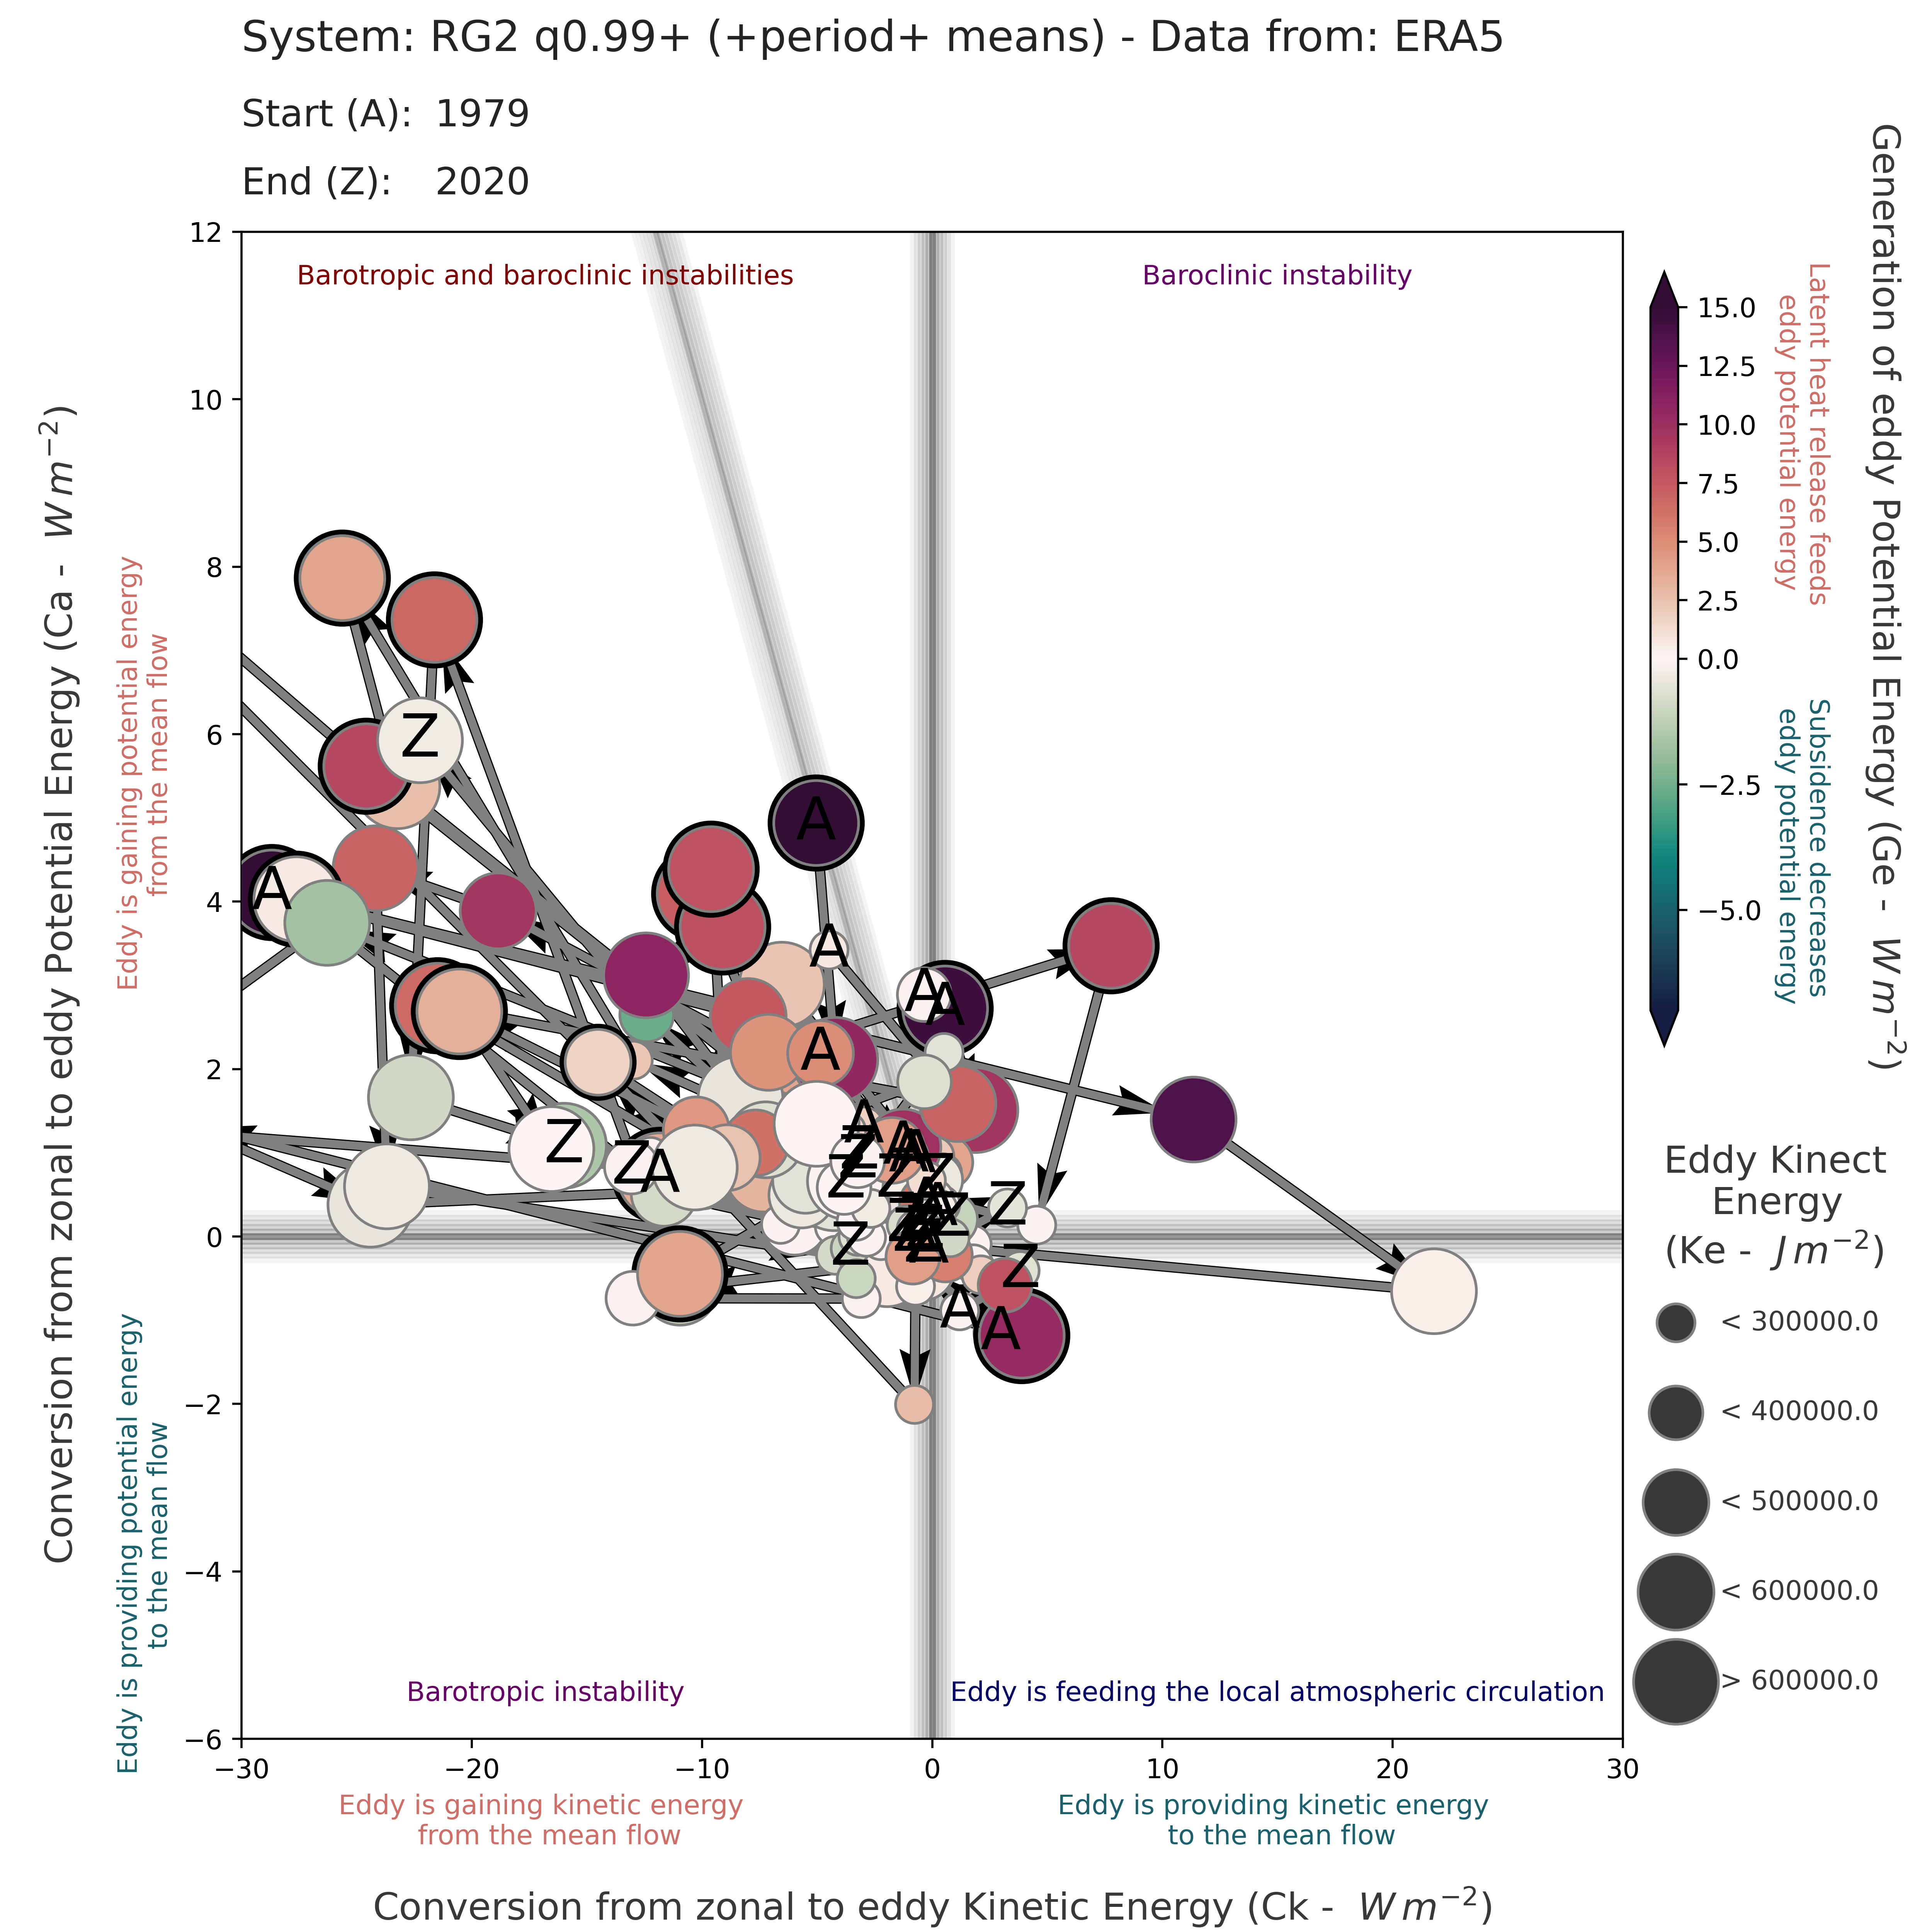 System: RG2 q0.99+ (+period+ means) - Data from: ERA5
Start (A): 1979
End (Z): 2020
Conversion from zonal to eddy Potential Energy (Ca - W m⁻²)
Eddy is gaining potential energy
from the mean flow
Eddy is providing potential energy
to the mean flow
12
10
8
6
4
2
0
−2
−4
−6
Barotropic and baroclinic instabilities
Baroclinic instability
Z
A
A
A
A
A
A
Z
Z
A
A
Z
Z
Z
Z
A
A
Barotropic instability
Eddy is feeding the local atmospheric circulation
−30
−20
−10
0
10
20
30
Eddy is gaining kinetic energy
from the mean flow
Eddy is providing kinetic energy
to the mean flow
Conversion from zonal to eddy Kinetic Energy (Ck - W m⁻²)
15.0
12.5
10.0
7.5
5.0
2.5
0.0
−2.5
−5.0
Latent heat release feeds
eddy potential energy
Subsidence decreases
eddy potential energy
Generation of eddy Potential Energy (Ge - W m⁻²)
Eddy Kinect
Energy
(Ke - J m⁻²)
< 300000.0
< 400000.0
< 500000.0
< 600000.0
> 600000.0